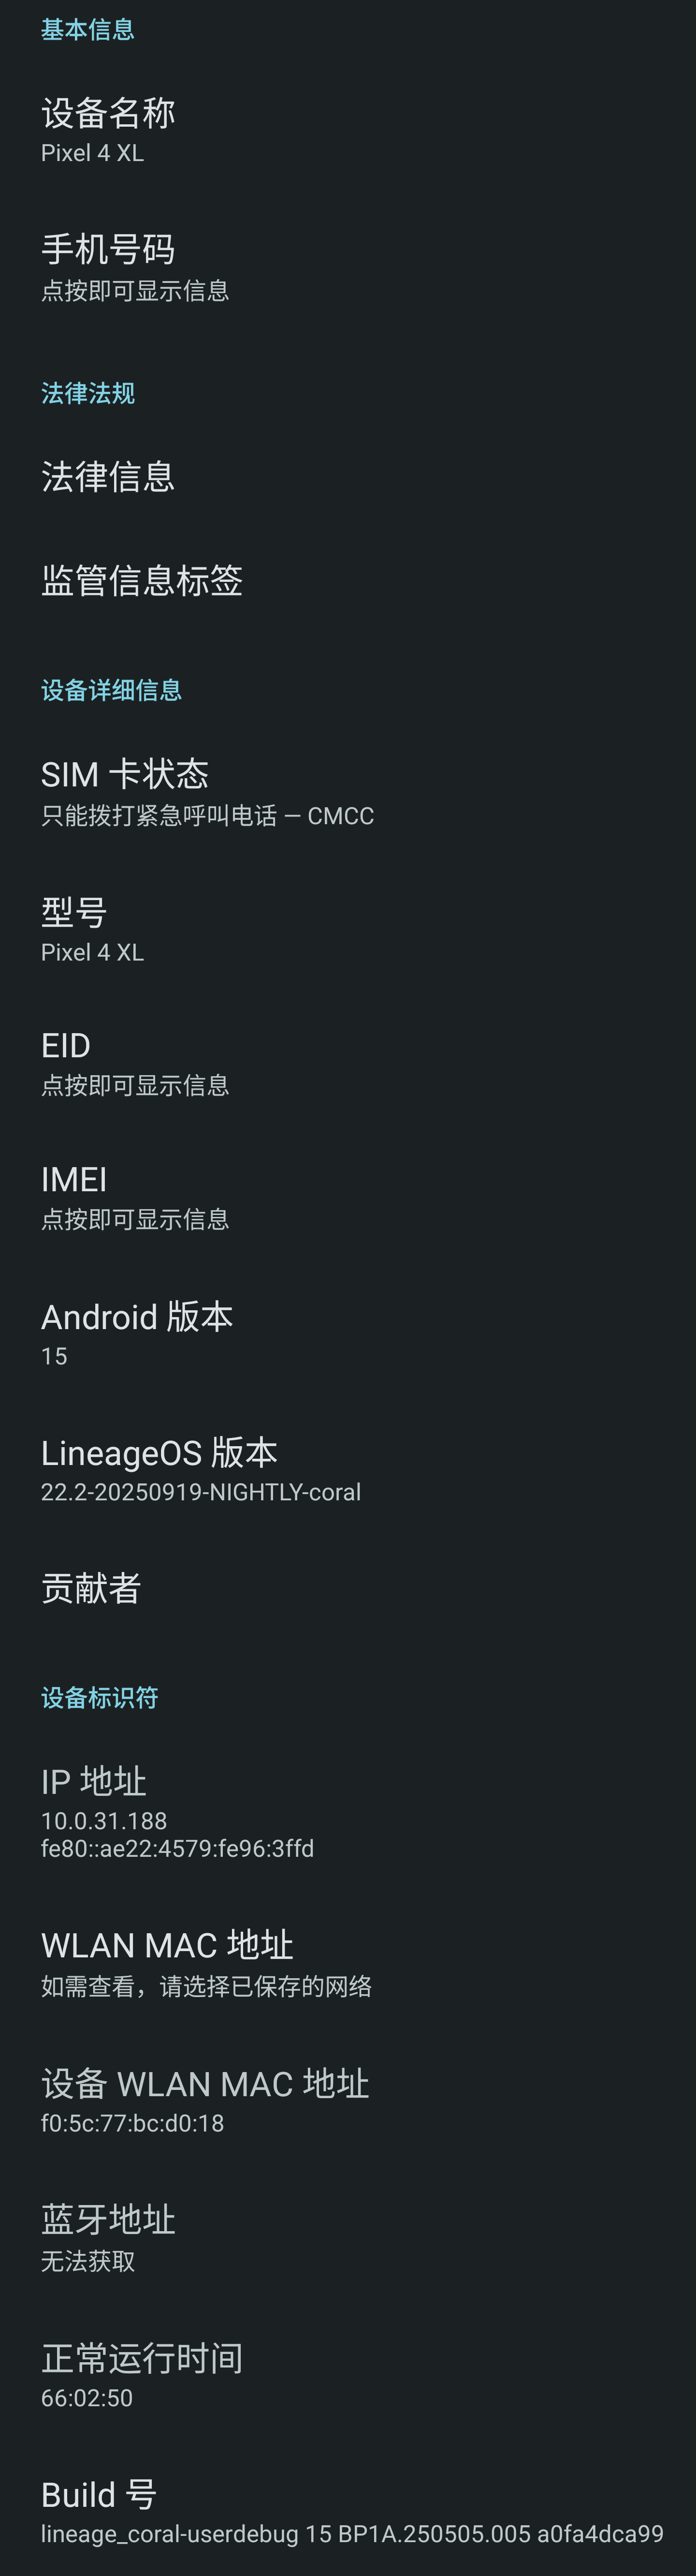 基本信息
设备名称
Pixel 4 XL
手机号码
点按即可显示信息
法律法规
法律信息
监管信息标签
设备详细信息
SIM 卡状态
只能拨打紧急呼叫电话 – CMCC
型号
Pixel 4 XL
EID
点按即可显示信息
IMEI
点按即可显示信息
Android 版本
15
LineageOS 版本
22.2-20250919-NIGHTLY-coral
贡献者
设备标识符
IP 地址
10.0.31.188
fe80::ae22:4579:fe96:3ffd
WLAN MAC 地址
如需查看，请选择已保存的网络
设备 WLAN MAC 地址
f0:5c:77:bc:d0:18
蓝牙地址
无法获取
正常运行时间
66:02:50
Build 号
lineage_coral-userdebug 15 BP1A.250505.005 a0fa4dca99